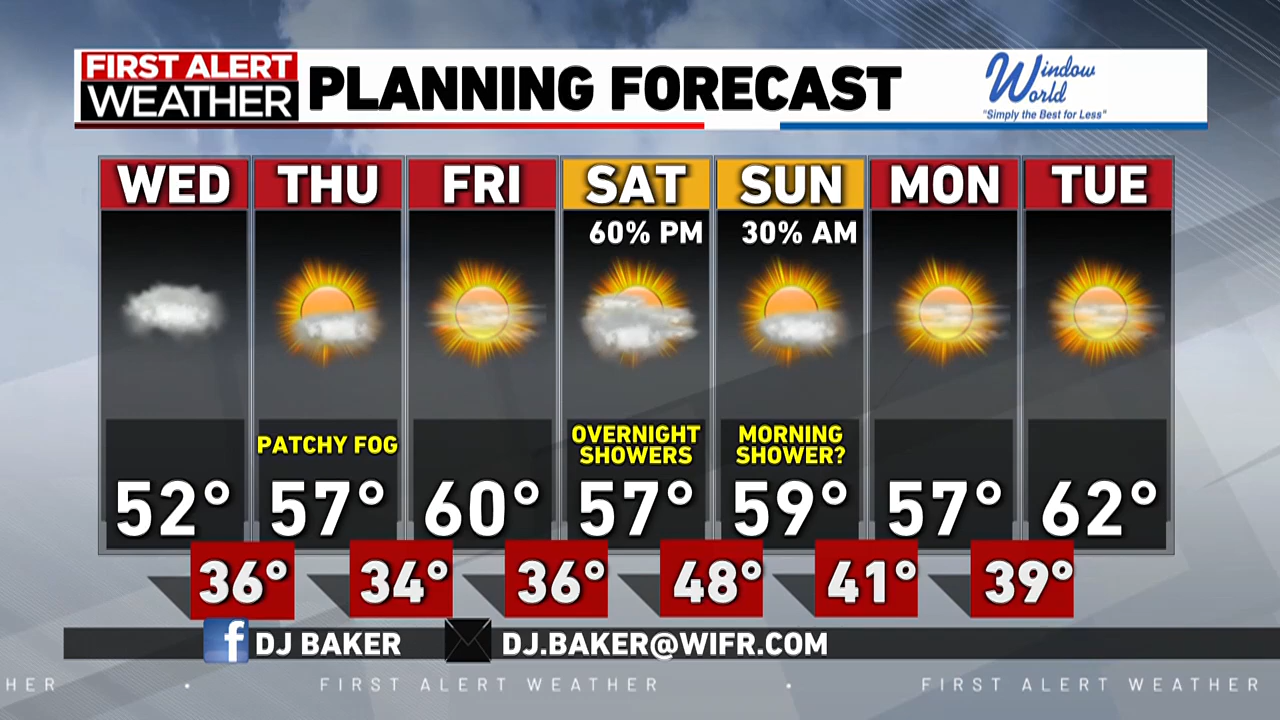 FIRST ALERT
WEATHER
PLANNING FORECAST
Window
World
"Simply the Best for Less"
WED THU FRI SAT SUN MON TUE
60% PM 30% AM
PATCHY FOG
OVERNIGHT
SHOWERS
MORNING
SHOWER?
52° 57° 60° 57° 59° 57° 62°
36° 34° 36° 48° 41° 39°
f DJ BAKER DJ.BAKER@WIFR.COM
HER • FIRST ALERT WEATHER • FIRST ALERT WEATHER